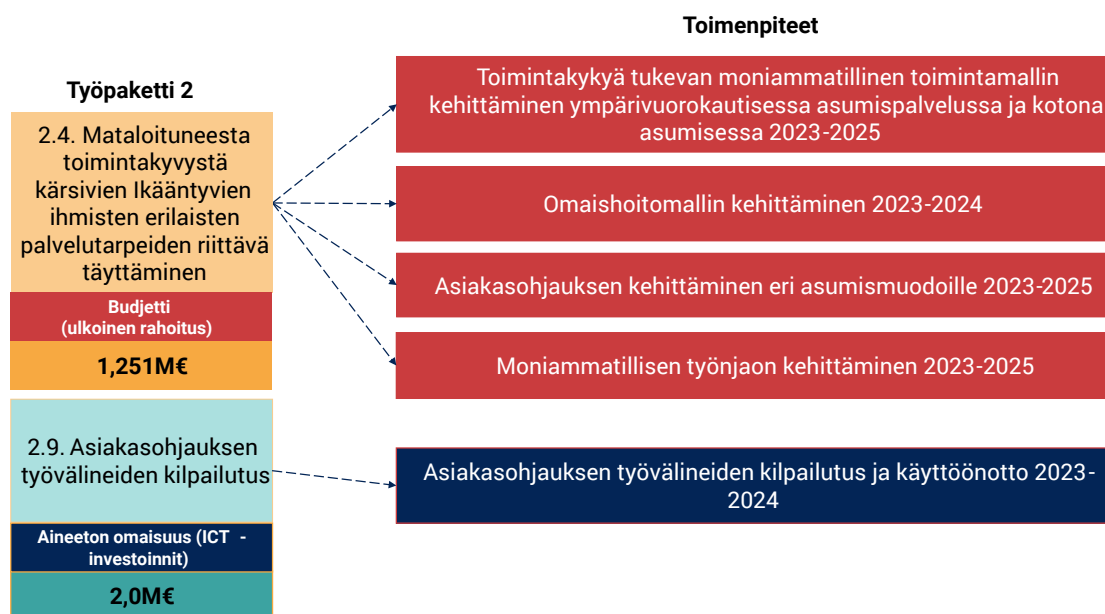 Toimenpiteet
Työpaketti 2
2.4. Mataloituneesta
toimintakyvystä
kärsivien Ikääntyvien
ihmisten erilaisten
palvelutarpeiden riittävä
täyttäminen
Budjetti
(ulkoinen rahoitus)
1,251M€
Toimintakykyä tukevan moniammatillinen toimintamallin
kehittäminen ympärivuorokautisessa asumispalvelussa ja kotona
asumisessa 2023-2025
Omaishoitomallin kehittäminen 2023-2024
Asiakasohjauksen kehittäminen eri asumismuodoille 2023-2025
Moniammatillisen työnjaon kehittäminen 2023-2025
2.9. Asiakasohjauksen
työvälineiden kilpailutus
Aineeton omaisuus (ICT -
investoinnit)
2,0M€
Asiakasohjauksen työvälineiden kilpailutus ja käyttöönotto 2023-
2024